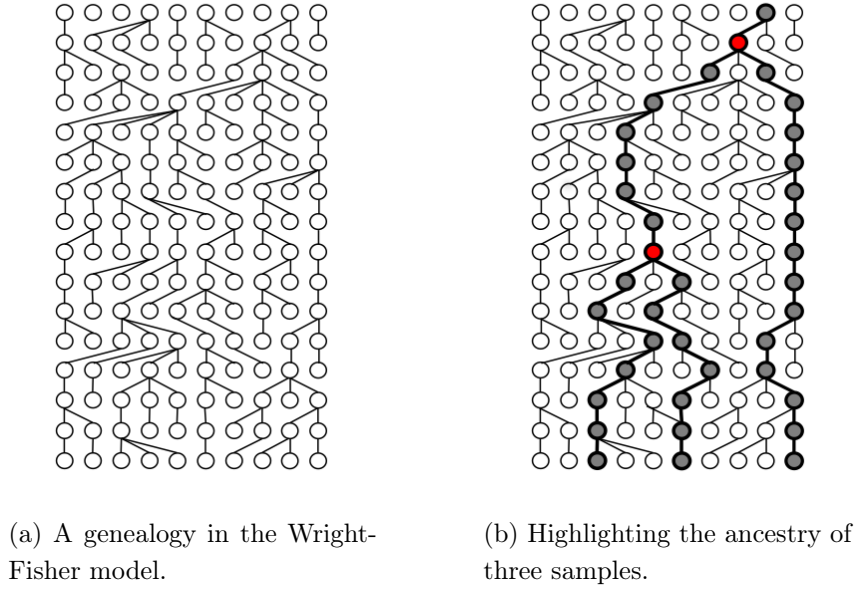 (a) A genealogy in the Wright-
Fisher model.
(b) Highlighting the ancestry of
three samples.